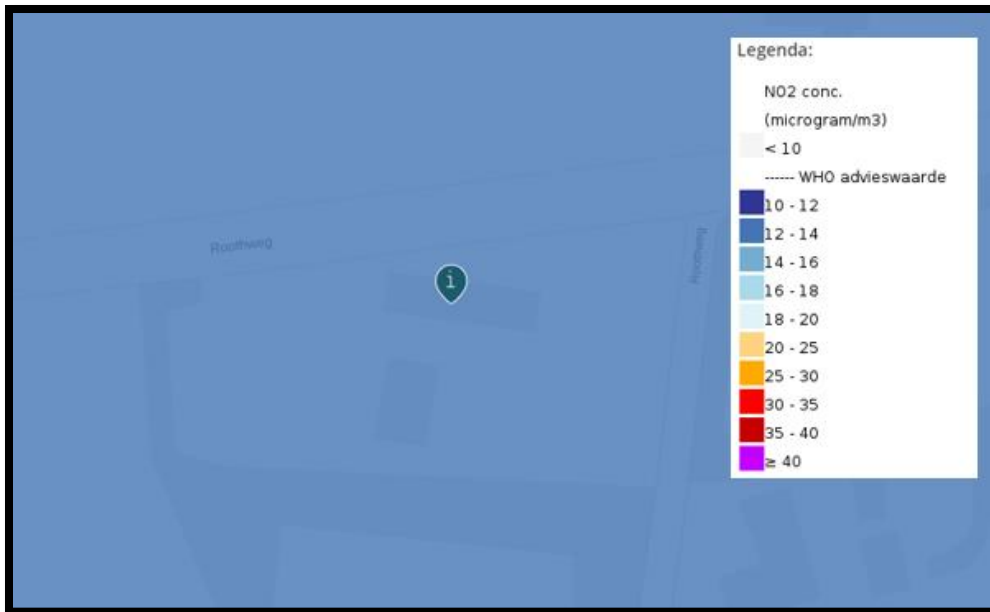 Legenda:
NO2 conc.
(microgram/m3)
< 10
------ WHO advieswaarde
10 - 12
12 - 14
14 - 16
16 - 18
18 - 20
20 - 25
25 - 30
30 - 35
35 - 40
≥ 40
Roothweg
Roothweg
i